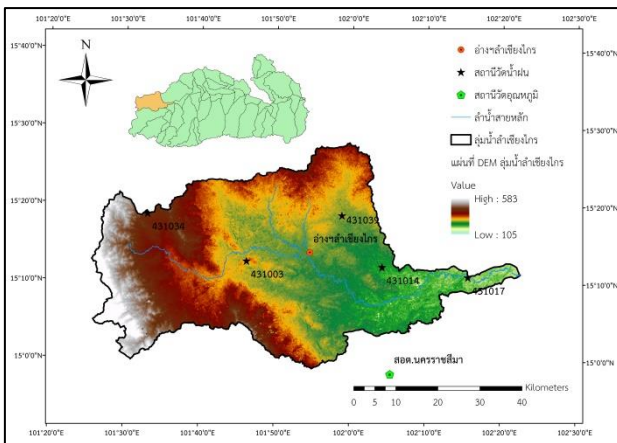 101°20'0"E 101°30'0"E 101°40'0"E 101°50'0"E 102°0'0"E 102°10'0"E 102°20'0"E 102°30'0"E
15°40'0"N
15°30'0"N
15°20'0"N
15°10'0"N
15°0'0"N
N
อ่างฯลำเชียงไกร
สถานีวัดน้ำฝน
สถานีวัดอุณหภูมิ
ลำน้ำสายหลัก
ลุ่มน้ำลำเชียงไกร
แผ่นที่ DEM ลุ่มน้ำลำเชียงไกร
Value
High : 583
Low : 105
431034
431039
อ่างฯลำเชียงไกร
431003
431014
431017
สอต.นครราชสีมา
Kilometers
0 5 10 20 30 40
15°40'0"N
15°30'0"N
15°20'0"N
15°10'0"N
15°0'0"N
101°20'0"E 101°30'0"E 101°40'0"E 101°50'0"E 102°0'0"E 102°10'0"E 102°20'0"E 102°30'0"E